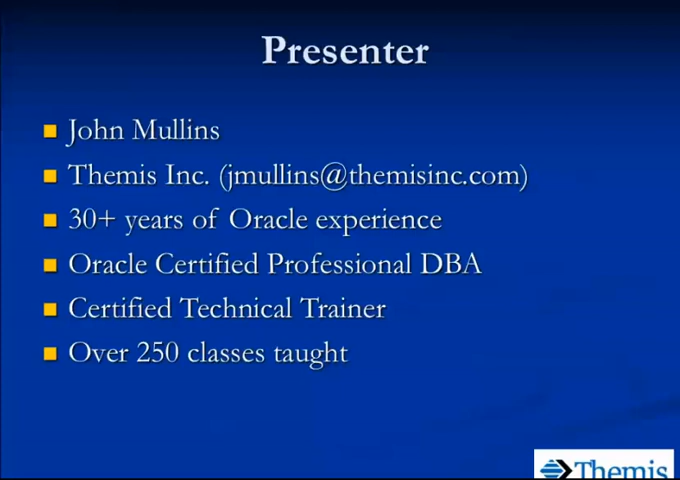 Presenter
John Mullins
Themis Inc. (jmullins@themisinc.com)
30+ years of Oracle experience
Oracle Certified Professional DBA
Certified Technical Trainer
Over 250 classes taught
Themis